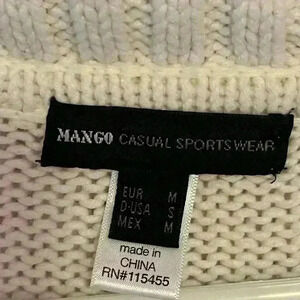 MANGO CASUAL SPORTSWEAR
EUR M
D-USA S
MEX M
made in
CHINA
RN#115455